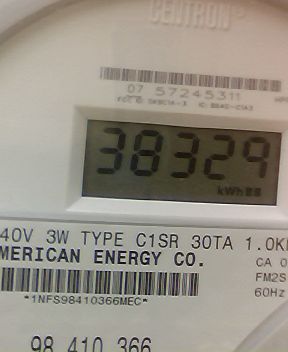 CENTRON®
07 57245311
38329
kWh
40V 3W TYPE C1SR 30TA 1.0K
MERICAN ENERGY CO.
CA 0
FM2S
60Hz
*1NFS98410366MEC*
98 410 366